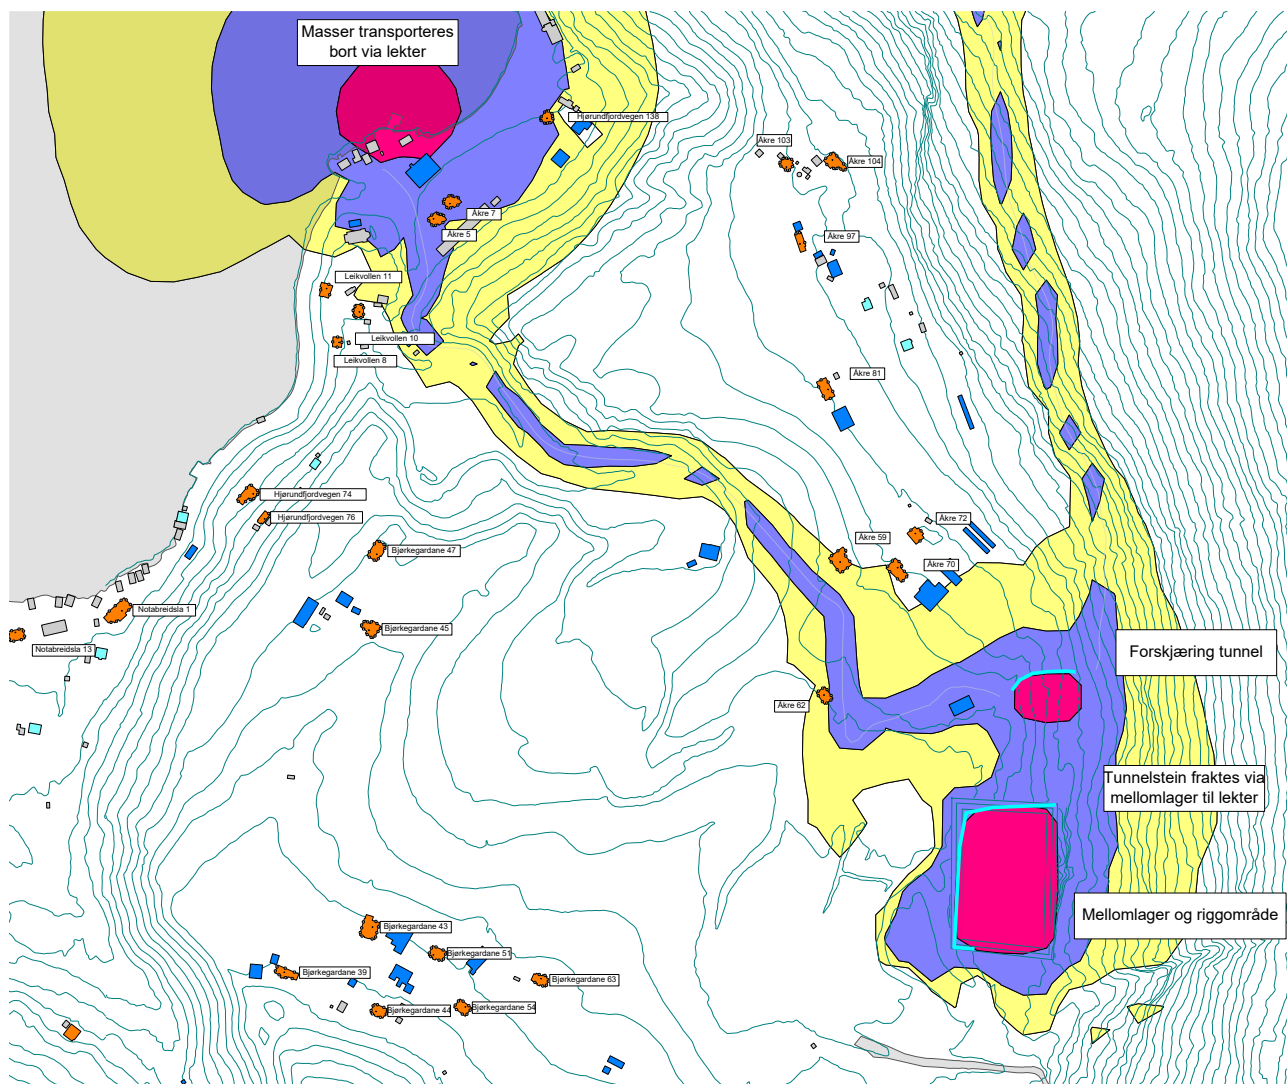 Masser transporteres
bort via lekter
Hjørundfjordvegen 138
Åkre 103
Åkre 104
Åkre 7
Åkre 5
Åkre 97
Leikvollen 11
Leikvollen 10
Leikvollen 8
Åkre 81
Hjørundfjordvegen 74
Hjørundfjordvegen 76
Åkre 72
Åkre 59
Åkre 70
Bjørkegardane 47
Notabreidsla 1
Bjørkegardane 45
Notabreidsla 13
Forskjæring tunnel
Åkre 62
Tunnelstein fraktes via
mellomlager til lekter
Mellomlager og riggområde
Bjørkegardane 43
Bjørkegardane 51
Bjørkegardane 39
Bjørkegardane 63
Bjørkegardane 44
Bjørkegardane 54